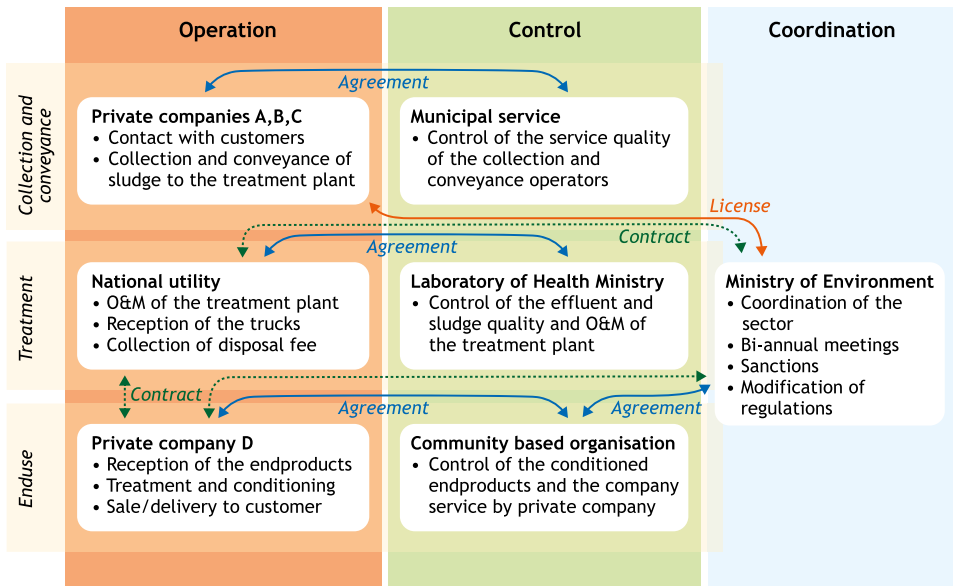 Operation
Control
Coordination
Collection and
conveyance
Agreement
Private companies A,B,C
• Contact with customers
• Collection and conveyance of
sludge to the treatment plant
Municipal service
• Control of the service quality
of the collection and
conveyance operators
License
Contract
Treatment
Agreement
National utility
• O&M of the treatment plant
• Reception of the trucks
• Collection of disposal fee
Laboratory of Health Ministry
• Control of the effluent and
sludge quality and O&M of
the treatment plant
Ministry of Environment
• Coordination of the
sector
• Bi-annual meetings
• Sanctions
• Modification of
regulations
Contract
Enduse
Agreement
Agreement
Private company D
• Reception of the endproducts
• Treatment and conditioning
• Sale/delivery to customer
Community based organisation
• Control of the conditioned
endproducts and the company
service by private company